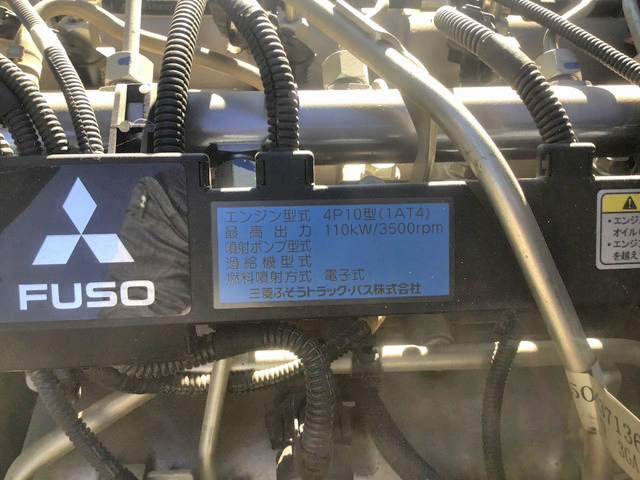 FUSO
エンジン型式 4P10型(1AT4)
最高出力 110kW/3500rpm
噴射ポンプ型式
過給機型式
燃料噴射方式 電子式
三菱ふそうトラック・バス株式会社